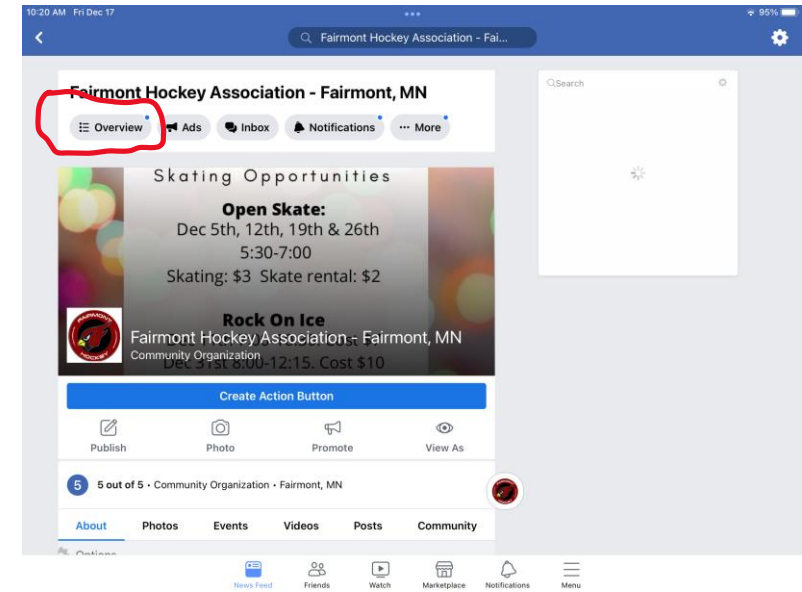 10:20 AM Fri Dec 17
95%
Fairmont Hockey Association - Fai...
Fairmont Hockey Association - Fairmont, MN
Overview
Ads
Inbox
Notifications
More
Search
Skating Opportunities
Open Skate:
Dec 5th, 12th, 19th & 26th
5:30-7:00
Skating: $3 Skate rental: $2
Rock On Ice
FAIRMONT
HOCKEY
Fairmont Hockey Association - Fairmont, MN
Community Organization
Dec 31st 8:00-12:15. Cost $10
Create Action Button
Publish
Photo
Promote
View As
5
5 out of 5 · Community Organization · Fairmont, MN
About
Photos
Events
Videos
Posts
Community
Options
News Feed
Friends
Watch
Marketplace
Notifications
Menu